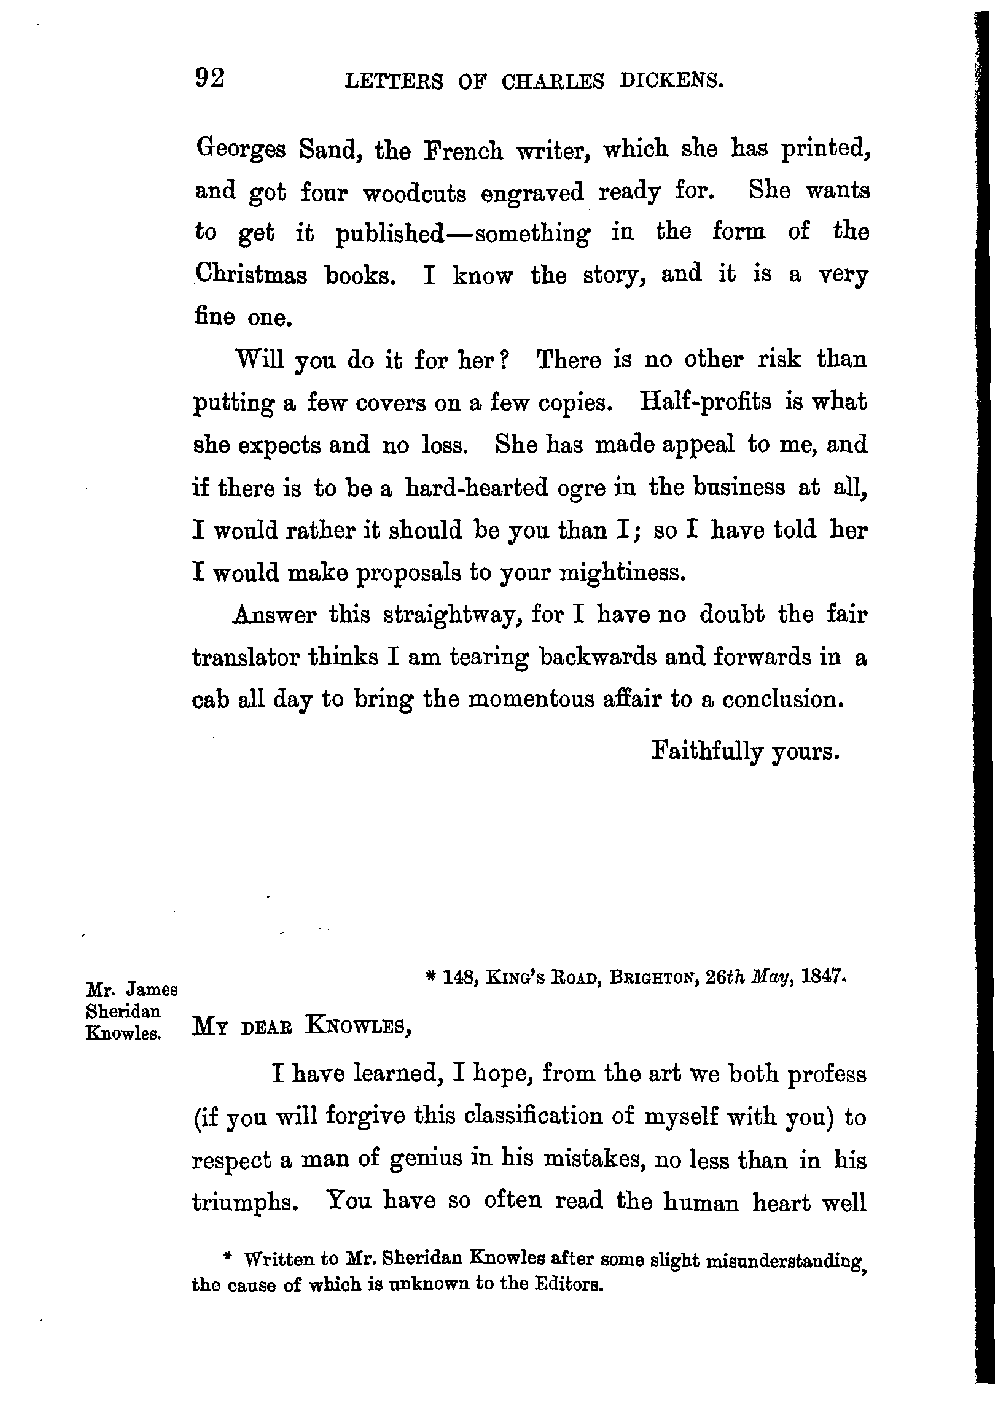 92 LETTERS OF CHARLES DICKENS.
Georges Sand, the French writer, which she has printed,
and got four woodcuts engraved ready for. She wants
to get it published—something in the form of the
Christmas books. I know the story, and it is a very
fine one.
Will you do it for her? There is no other risk than
putting a few covers on a few copies. Half-profits is what
she expects and no loss. She has made appeal to me, and
if there is to be a hard-hearted ogre in the business at all,
I would rather it should be you than I; so I have told her
I would make proposals to your mightiness.
Answer this straightway, for I have no doubt the fair
translator thinks I am tearing backwards and forwards in a
cab all day to bring the momentous affair to a conclusion.
Faithfully yours.
* 148, KING'S ROAD, BRIGHTON, 26th May, 1847.
Mr. James
Sheridan
Knowles.
MY DEAR KNOWLES,
I have learned, I hope, from the art we both profess
(if you will forgive this classification of myself with you) to
respect a man of genius in his mistakes, no less than in his
triumphs. You have so often read the human heart well
* Written to Mr. Sheridan Knowles after some slight misunderstanding,
the cause of which is unknown to the Editors.